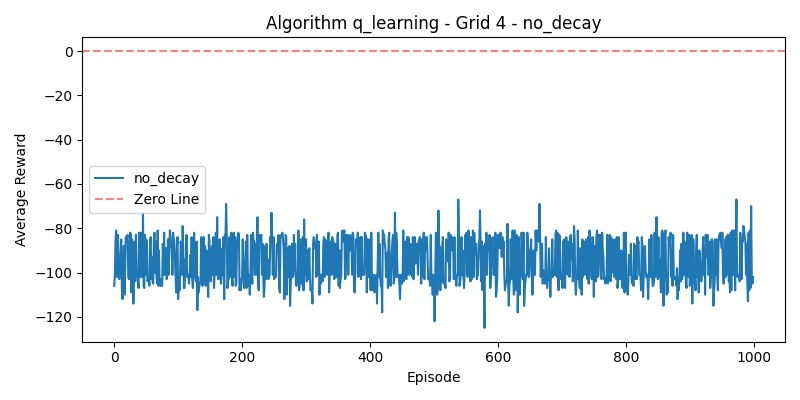 Algorithm q_learning - Grid 4 - no_decay
Average Reward
0
−20
−40
−60
−80
−100
−120
no_decay
Zero Line
0
200
400
600
800
1000
Episode